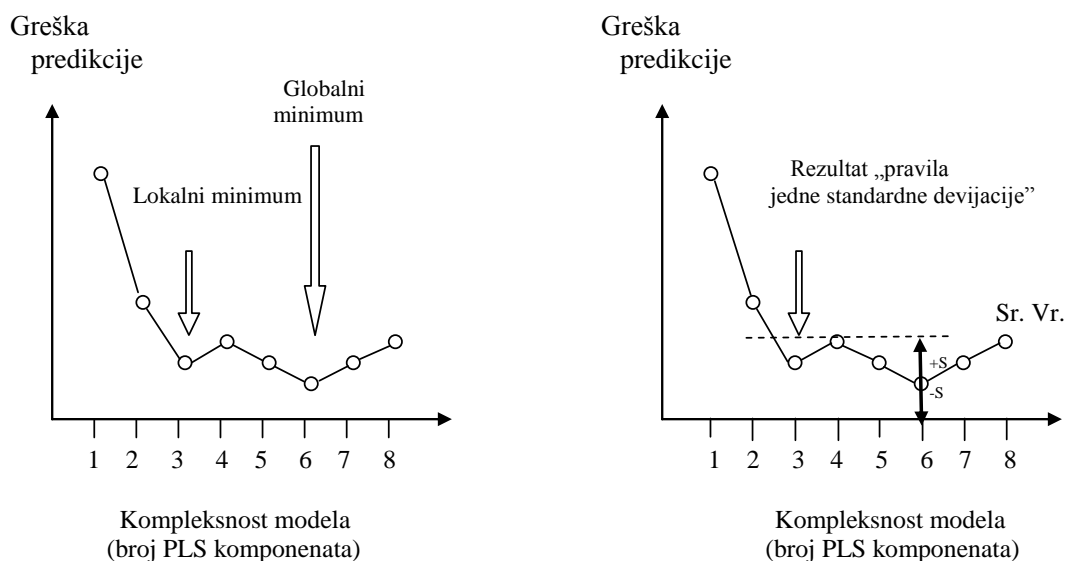 Greška
predikcije
Globalni
minimum
Lokalni minimum
1 2 3 4 5 6 7 8
Kompleksnost modela
(broj PLS komponenata)
Greška
predikcije
Rezultat „pravila
jedne standardne devijacije”
Sr. Vr.
+S
-S
1 2 3 4 5 6 7 8
Kompleksnost modela
(broj PLS komponenata)